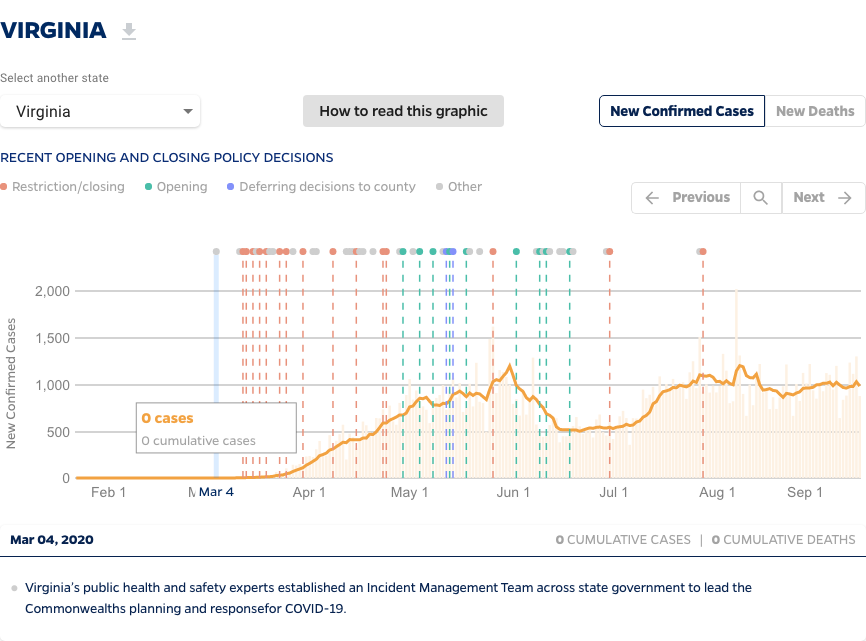 VIRGINIA
Select another state
Virginia
How to read this graphic
New Confirmed Cases
New Deaths
RECENT OPENING AND CLOSING POLICY DECISIONS
Restriction/closing
Opening
Deferring decisions to county
Other
Previous
Next
New Confirmed Cases
2,000
1,500
1,000
500
0
0 cases
0 cumulative cases
Feb 1
M
Mar 4
Apr 1
May 1
Jun 1
Jul 1
Aug 1
Sep 1
Mar 04, 2020
0 CUMULATIVE CASES | 0 CUMULATIVE DEATHS
Virginia's public health and safety experts established an Incident Management Team across state government to lead the
Commonwealths planning and responsefor COVID-19.